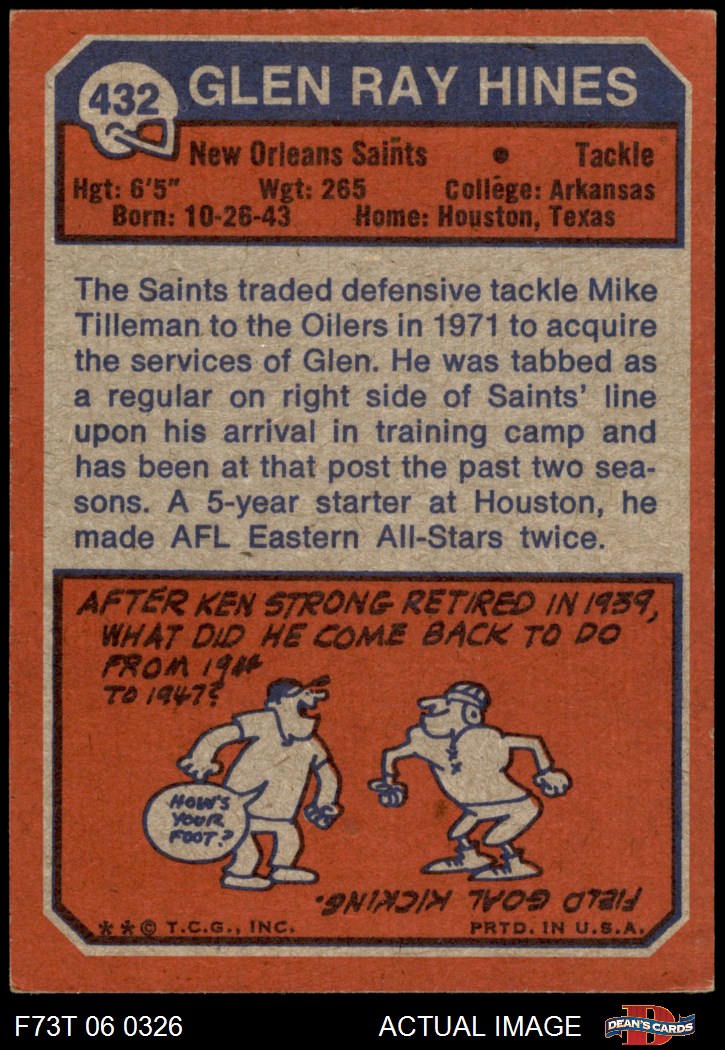 432 GLEN RAY HINES
New Orleans Saints • Tackle
Hgt: 6'5" Wgt: 265 College: Arkansas
Born: 10-26-43 Home: Houston, Texas
The Saints traded defensive tackle Mike
Tilleman to the Oilers in 1971 to acquire
the services of Glen. He was tabbed as
a regular on right side of Saints' line
upon his arrival in training camp and
has been at that post the past two sea-
sons. A 5-year starter at Houston, he
made AFL Eastern All-Stars twice.
AFTER KEN STRONG RETIRED IN 1939,
WHAT DID HE COME BACK TO DO
FROM 1944
TO 1947?
HOW'S
YOUR
FOOT?
FIELD GOAL KICKING.
**© T.C.G., INC. PRTD. IN U.S.A.
F73T 06 0326 ACTUAL IMAGE D DEAN'S CARDS